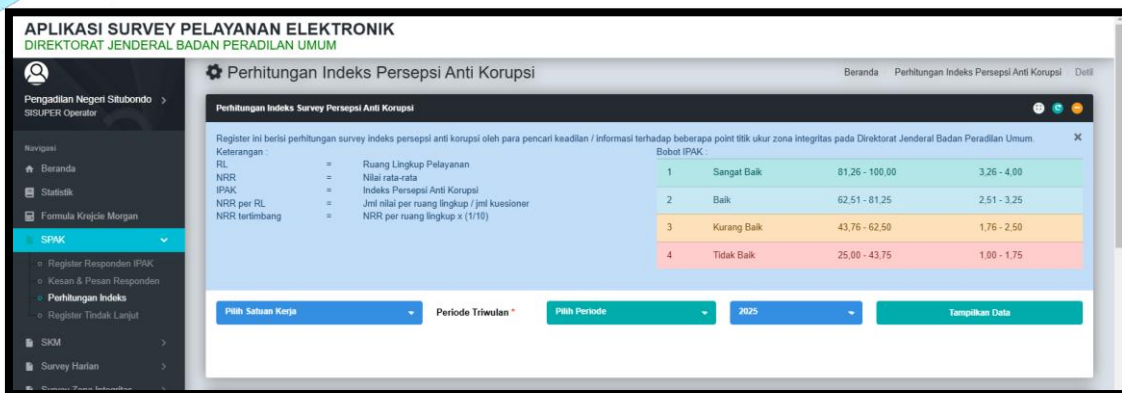 APLIKASI SURVEY PELAYANAN ELEKTRONIK
DIREKTORAT JENDERAL BADAN PERADILAN UMUM
Pengadilan Negeri Situbondo
SISUPER Operator
Navigasi
Beranda
Statistik
Formula Krejcie Morgan
SPAK
Register Responden IPAK
Kesan & Pesan Responden
Perhitungan Indeks
Register Tindak Lanjut
SKM
Survey Harian
Survey Zona Integritas
Perhitungan Indeks Persepsi Anti Korupsi
Beranda Perhitungan Indeks Persepsi Anti Korupsi Detil
Perhitungan Indeks Survey Persepsi Anti Korupsi
Register ini berisi perhitungan survey indeks persepsi anti korupsi oleh para pencari keadilan / informasi terhadap beberapa point titik ukur zona integritas pada Direktorat Jenderal Badan Peradilan Umum.
Keterangan :
RL = Ruang Lingkup Pelayanan
NRR = Nilai rata-rata
IPAK = Indeks Persepsi Anti Korupsi
NRR per RL = Jml nilai per ruang lingkup / jml kuesioner
NRR tertimbang = NRR per ruang lingkup x (1/10)
Bobot IPAK :
1 Sangat Baik 81,26 - 100,00 3,26 - 4,00
2 Baik 62,51 - 81,25 2,51 - 3,25
3 Kurang Baik 43,76 - 62,50 1,76 - 2,50
4 Tidak Baik 25,00 - 43,75 1,00 - 1,75
Pilih Satuan Kerja Periode Triwulan * Pilih Periode 2025 Tampilkan Data